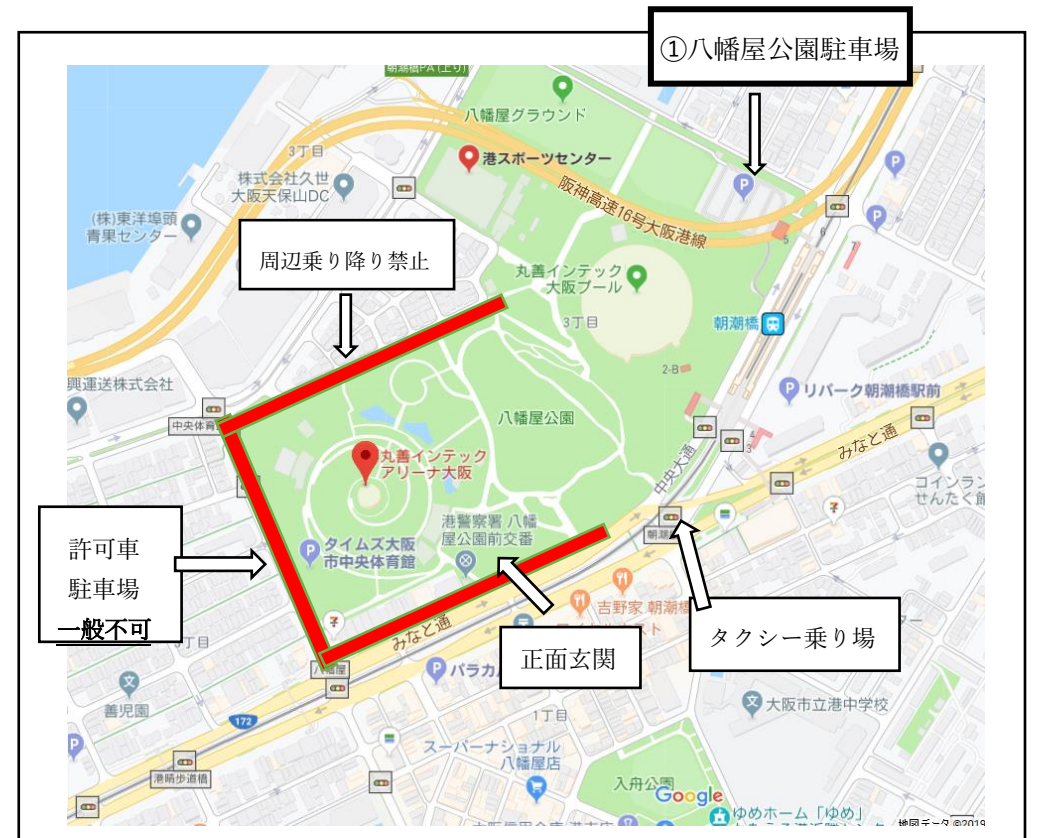 ①八幡屋公園駐車場
朝潮橋PA(上り)
八幡屋グラウンド
3丁目
港スポーツセンター
株式会社久世
大阪天保山DC
阪神高速16号大阪港線
(株)東洋埠頭
青果センター
周辺乗り降り禁止
丸善インテック
大阪プール
3丁目
5
6
7
朝潮橋
2-B
興運送株式会社
リパーク朝潮橋駅前
中央体育
八幡屋公園
4
3
みなと通
中央大通
丸善インテック
アリーナ大阪
コインラン
せんたく館
許可車
駐車場
一般不可
港警察署 八幡
屋公園前交番
タイムズ大阪
市中央体育館
朝潮
吉野家 朝潮橋
みなと通
正面玄関
タクシー乗り場
丁目
八幡屋
パラカ
善児園
172
1丁目
大阪市立港中学校
スーパーナショナル
八幡屋店
港晴歩道橋
入舟公園
Google
ゆめホーム「ゆめ」
地図データ ©2019